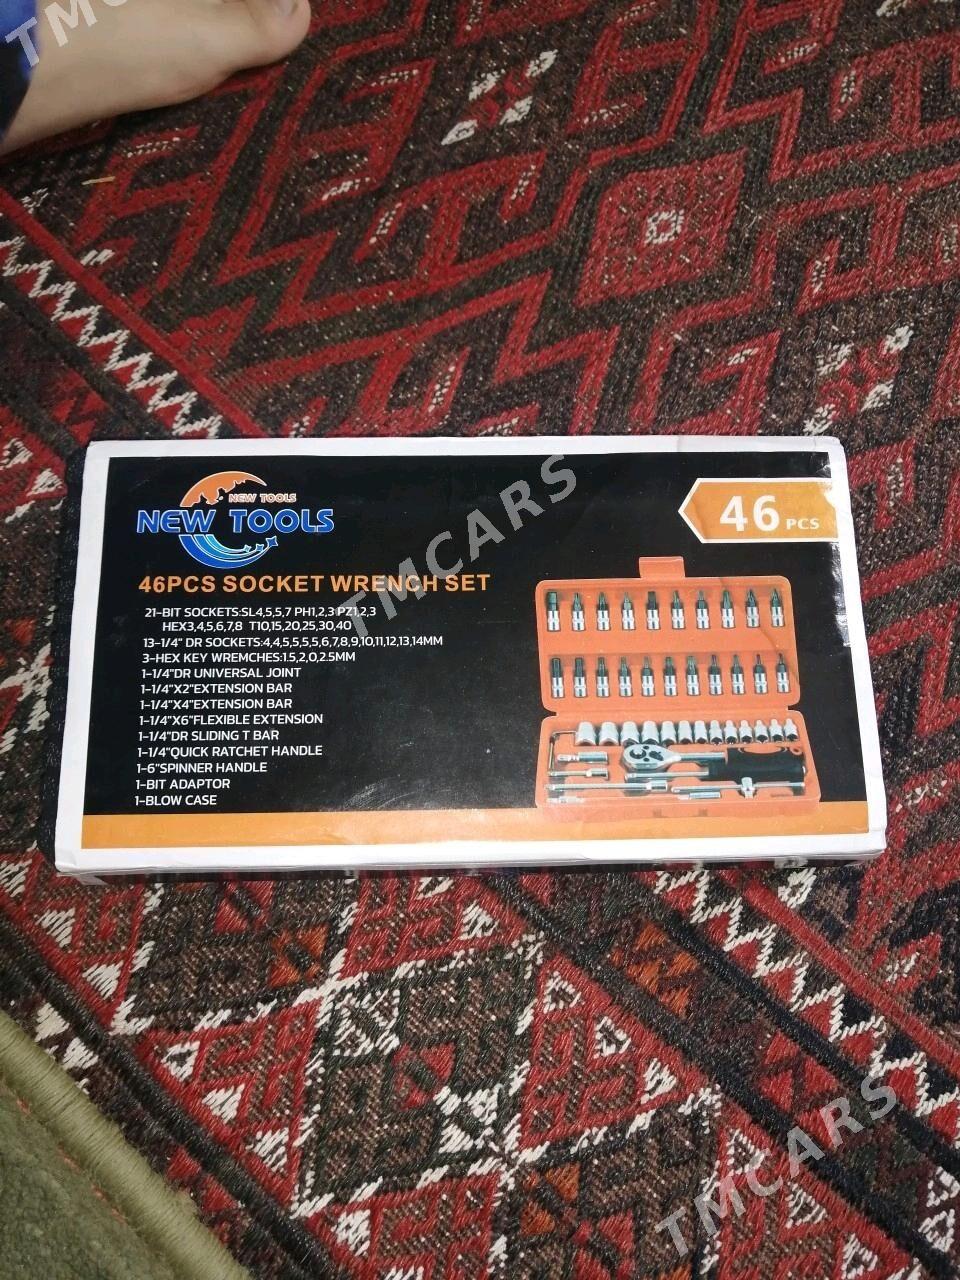 TMCARS
NEW TOOLS
NEW TOOLS
46 PCS
46PCS SOCKET WRENCH SET
21-BIT SOCKETS:SL4,5,5.7 PH1,2,3 PZ1,2,3
HEX3,4,5,6,7,8 T10,15,20,25,30,40
13-1/4" DR SOCKETS:4,4.5,5,5.5,6,7,8,9,10,11,12,13,14MM
3-HEX KEY WREMCHES:1.5,2,0,2.5MM
1-1/4"DR UNIVERSAL JOINT
1-1/4"X2"EXTENSION BAR
1-1/4"X4"EXTENSION BAR
1-1/4"X6"FLEXIBLE EXTENSION
1-1/4"DR SLIDING T BAR
1-1/4"QUICK RATCHET HANDLE
1-6"SPINNER HANDLE
1-BIT ADAPTOR
1-BLOW CASE
TMCARS
TMCARS